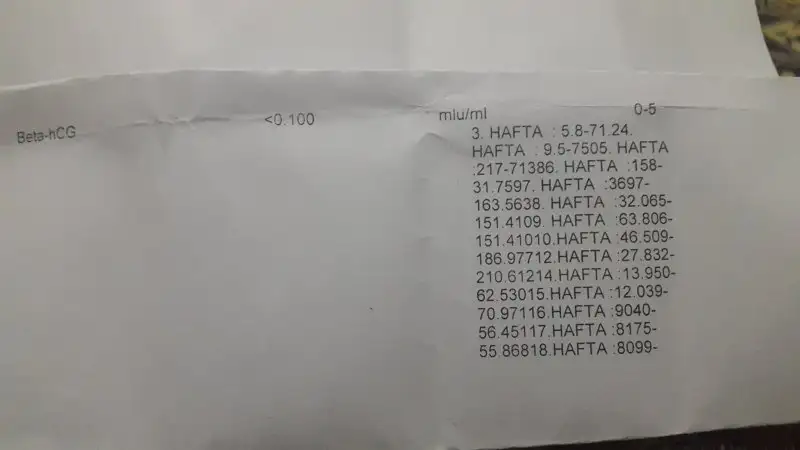 Beta-hCG <0.100 mlu/ml 0-5
3. HAFTA : 5.8-71.24.
HAFTA : 9.5-7505. HAFTA
:217-71386. HAFTA :158-
31.7597. HAFTA :3697-
163.5638. HAFTA :32.065-
151.4109. HAFTA :63.806-
151.41010.HAFTA :46.509-
186.97712.HAFTA :27.832-
210.61214.HAFTA :13.950-
62.53015.HAFTA :12.039-
70.97116.HAFTA :9040-
56.45117.HAFTA :8175-
55.86818.HAFTA :8099-